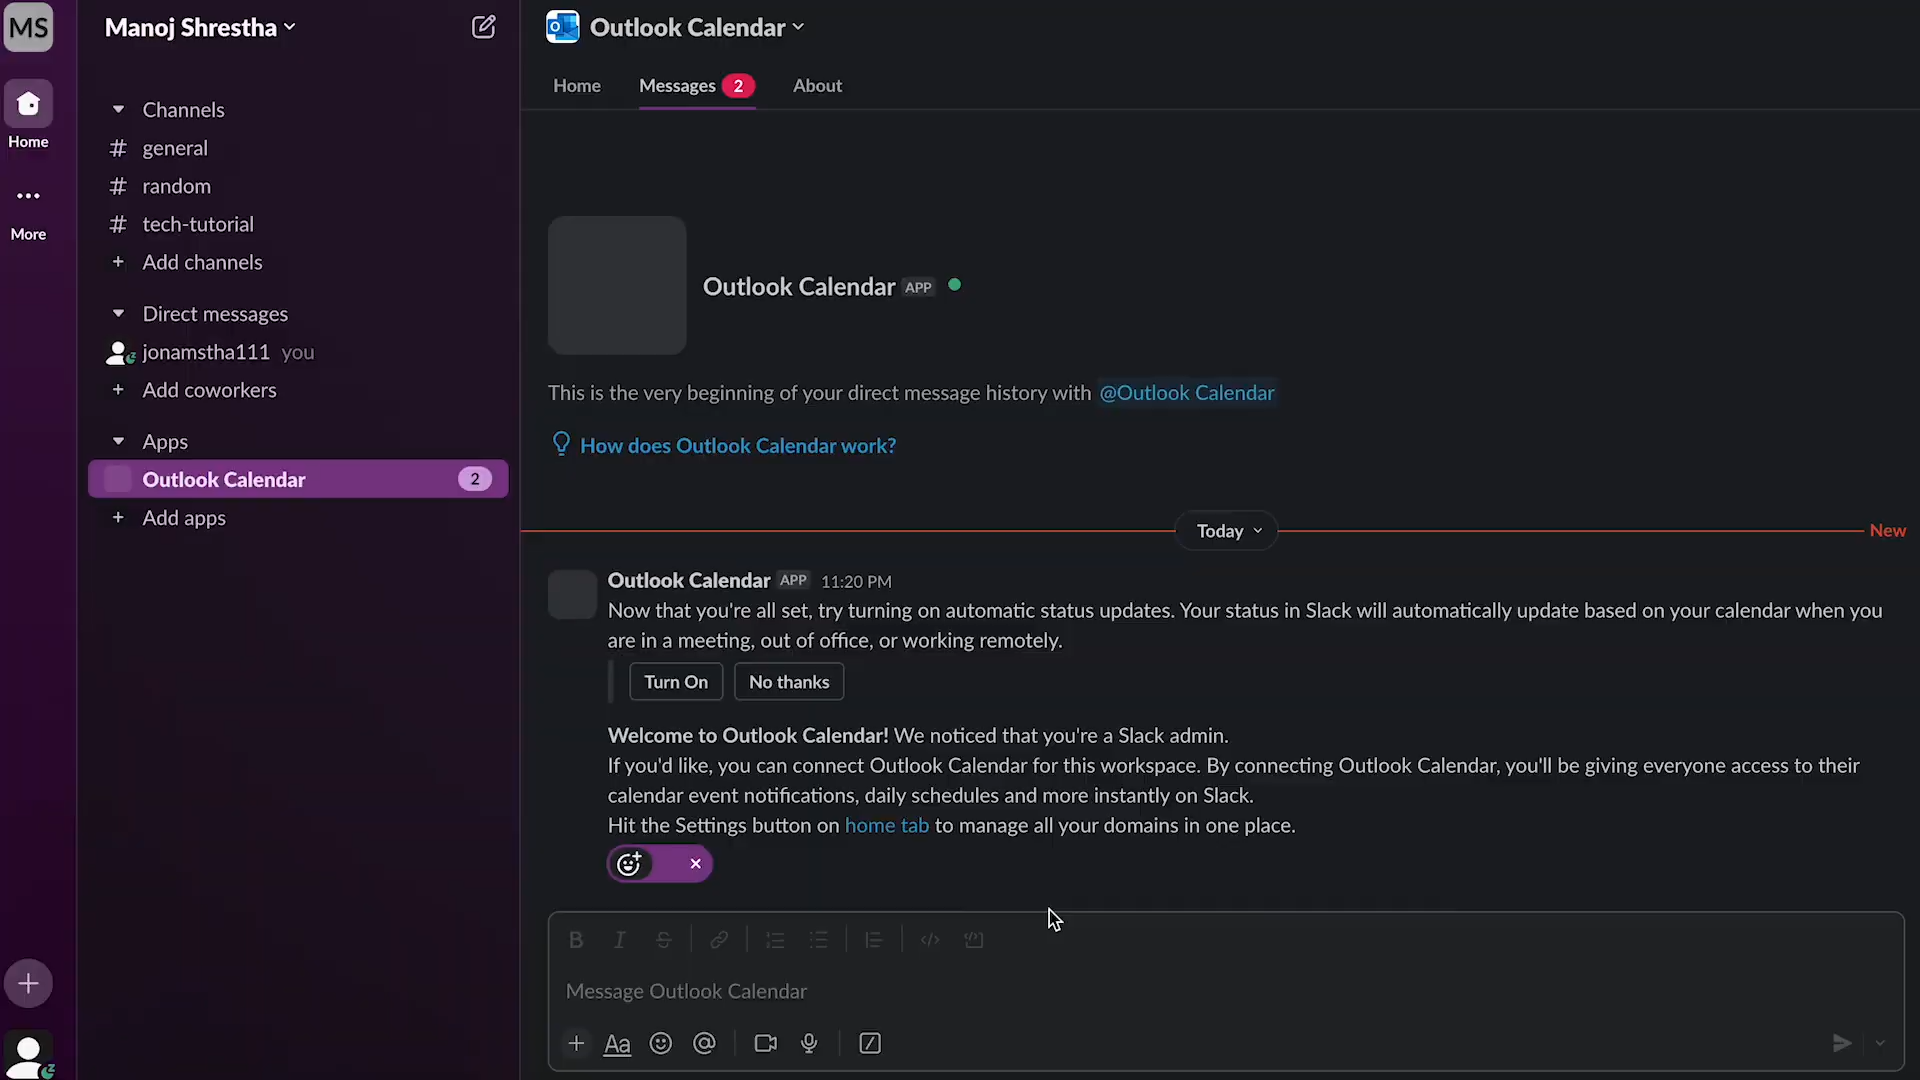 MS
Home
More
Manoj Shrestha
Channels
# general
# random
# tech-tutorial
+ Add channels
Direct messages
jonamstha111 you
+ Add coworkers
Apps
Outlook Calendar 2
+ Add apps
Outlook Calendar
Home Messages 2 About
Outlook Calendar APP
This is the very beginning of your direct message history with @Outlook Calendar
How does Outlook Calendar work?
Today
New
Outlook Calendar APP 11:20 PM
Now that you're all set, try turning on automatic status updates. Your status in Slack will automatically update based on your calendar when you
are in a meeting, out of office, or working remotely.
Turn On No thanks
Welcome to Outlook Calendar! We noticed that you're a Slack admin.
If you'd like, you can connect Outlook Calendar for this workspace. By connecting Outlook Calendar, you'll be giving everyone access to their
calendar event notifications, daily schedules and more instantly on Slack.
Hit the Settings button on home tab to manage all your domains in one place.
B I S
Message Outlook Calendar
+ Aa @